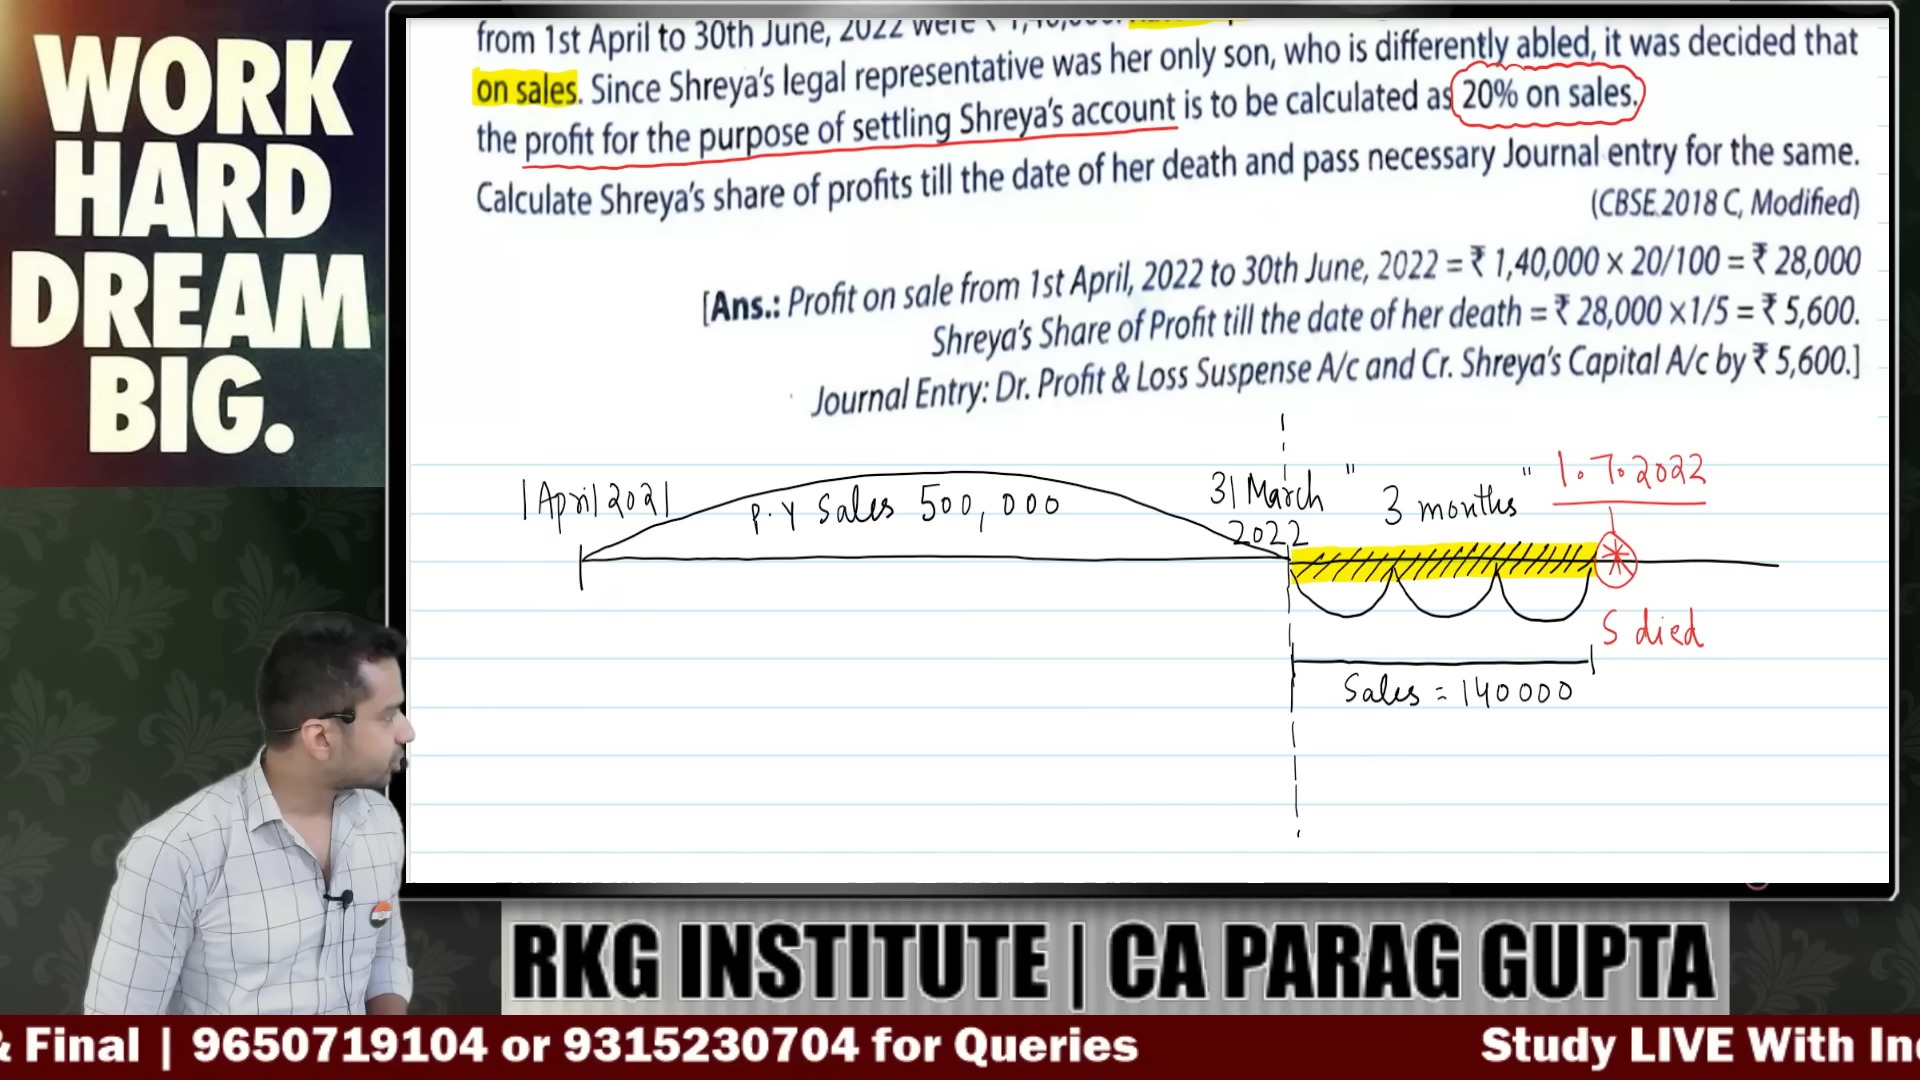 WORK
HARD
DREAM
BIG.
from 1st April to 30th June, 2022 were ₹ 1,40,000.
on sales. Since Shreya's legal representative was her only son, who is differently abled, it was decided that
the profit for the purpose of settling Shreya's account is to be calculated as 20% on sales.
Calculate Shreya's share of profits till the date of her death and pass necessary Journal entry for the same.
(CBSE 2018 C, Modified)
[Ans.: Profit on sale from 1st April, 2022 to 30th June, 2022 = ₹ 1,40,000 × 20/100 = ₹ 28,000
Shreya's Share of Profit till the date of her death = ₹ 28,000 ×1/5 = ₹ 5,600.
Journal Entry: Dr. Profit & Loss Suspense A/c and Cr. Shreya's Capital A/c by ₹ 5,600.]
1 April 2021
P.Y Sales 500,000
31 March
2022
" 3 months "
1.7.2022
S died
Sales = 140000
RKG INSTITUTE | CA PARAG GUPTA
& Final | 9650719104 or 9315230704 for Queries
Study LIVE With In